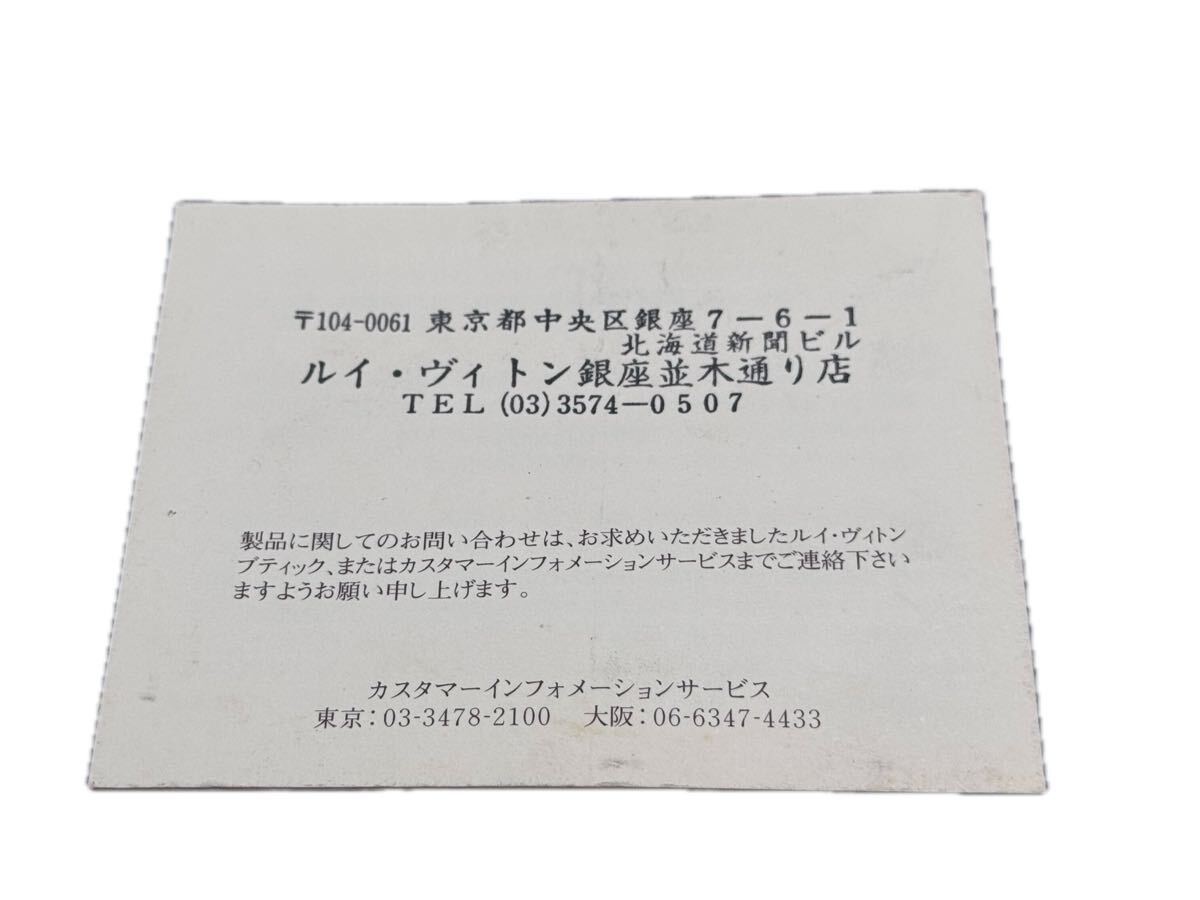 〒104-0061 東京都中央区銀座7－6－1
北海道新聞ビル
ルイ・ヴィトン銀座並木通り店
TEL (03)3574－0507
製品に関してのお問い合わせは、お求めいただきましたルイ・ヴィトン
ブティック、またはカスタマーインフォメーションサービスまでご連絡下さい
ますようお願い申し上げます。
カスタマーインフォメーションサービス
東京：03-3478-2100　大阪：06-6347-4433